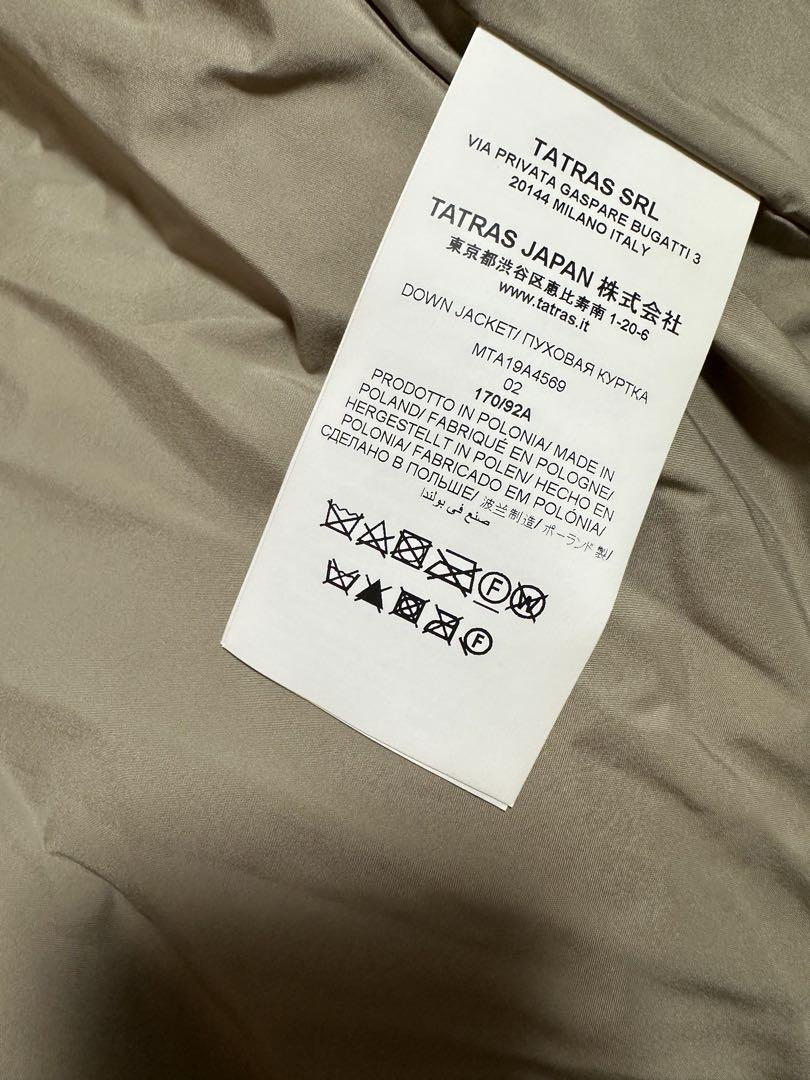 TATRAS SRL
VIA PRIVATA GASPARE BUGATTI 3
20144 MILANO ITALY
TATRAS JAPAN 株式会社
東京都渋谷区恵比寿南 1-20-6
www.tatras.it
DOWN JACKET/ ПУХОВАЯ КУРТКА
MTA19A4569
02
170/92A
PRODOTTO IN POLONIA/ MADE IN
POLAND/ FABRIQUÉ EN POLOGNE/
HERGESTELLT IN POLEN/ HECHO EN
POLONIA/ FABRICADO EM POLÓNIA/
СДЕЛАНО В ПОЛЬШЕ/ 波兰制造/ ポーランド製/
صنع في بولندا
F W
F